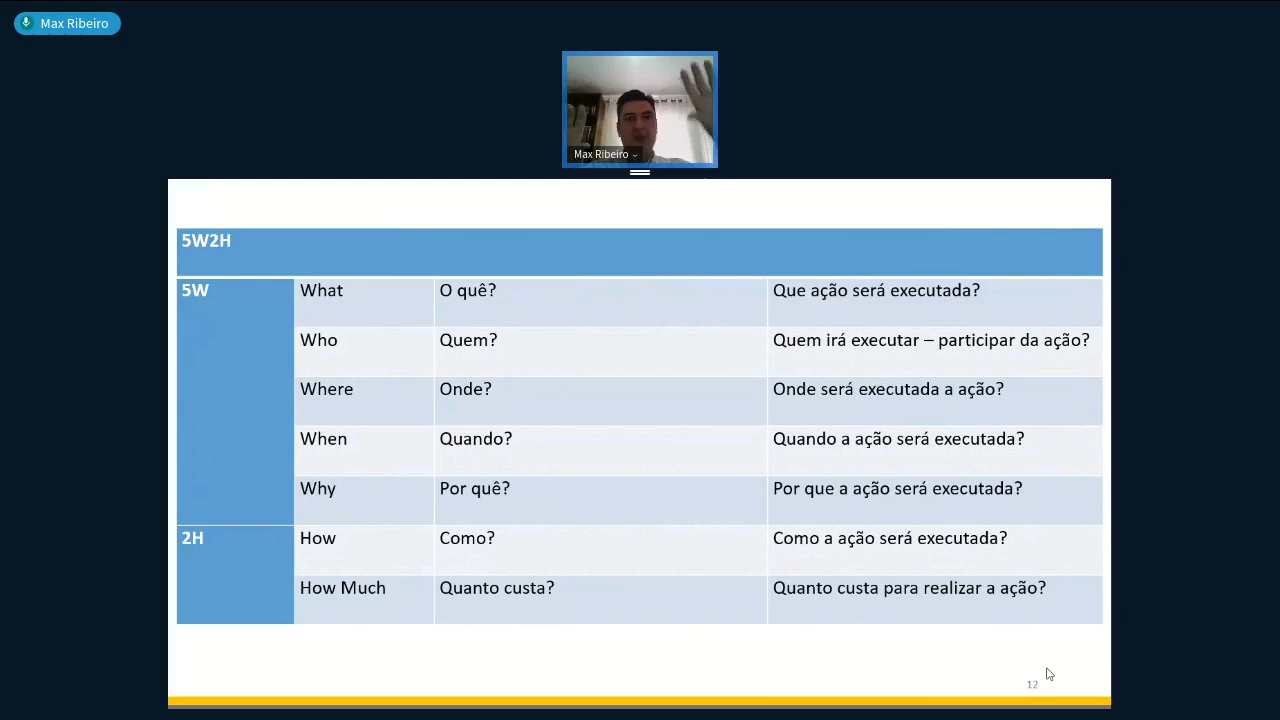 Max Ribeiro
Max Ribeiro
5W2H
5W What O quê? Que ação será executada?
Who Quem? Quem irá executar – participar da ação?
Where Onde? Onde será executada a ação?
When Quando? Quando a ação será executada?
Why Por quê? Por que a ação será executada?
2H How Como? Como a ação será executada?
How Much Quanto custa? Quanto custa para realizar a ação?
12